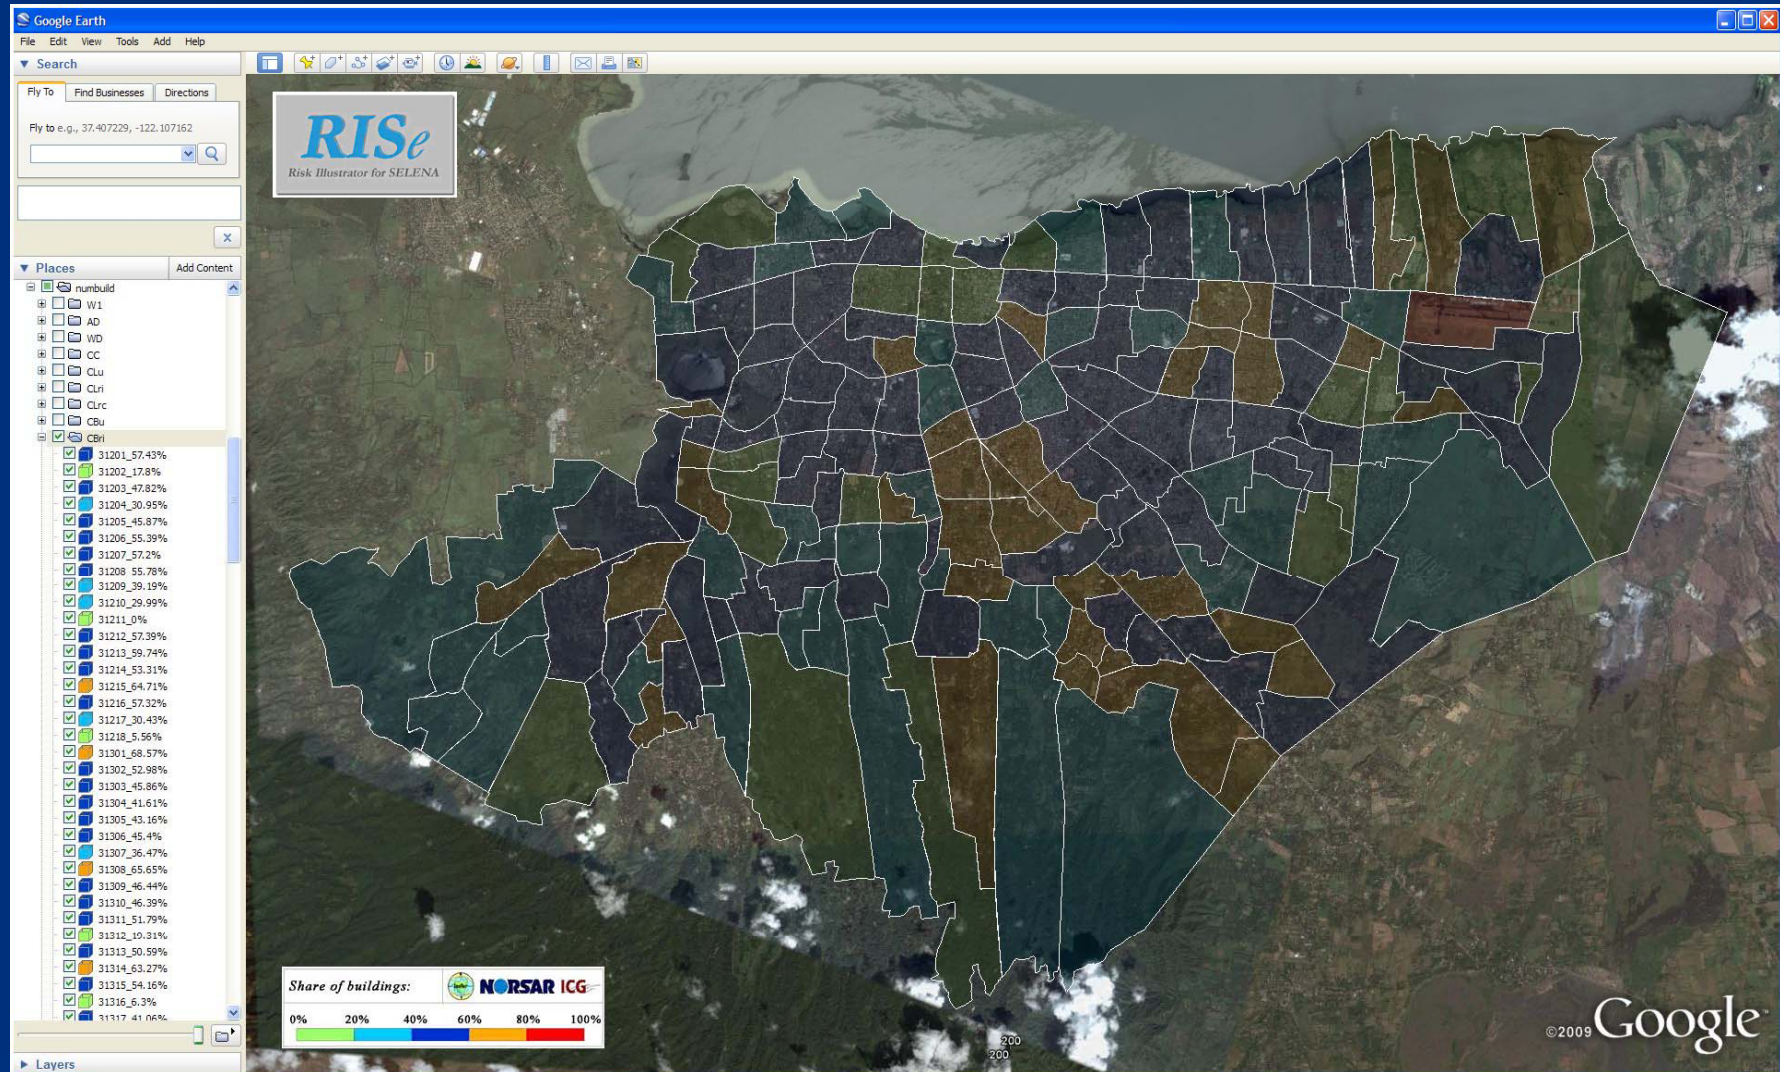 Google Earth
File Edit View Tools Add Help
Search
Fly To Find Businesses Directions
Fly to e.g., 37.407229, -122.107162
Places Add Content
numbuild
W1
AD
WD
CC
CLu
CLri
CLrc
CBu
CBri
31201_57.43%
31202_17.8%
31203_47.82%
31204_30.95%
31205_45.87%
31206_55.39%
31207_57.2%
31208_55.78%
31209_39.19%
31210_29.99%
31211_0%
31212_57.39%
31213_59.74%
31214_53.31%
31215_64.71%
31216_57.32%
31217_30.43%
31218_5.56%
31301_68.57%
31302_52.98%
31303_45.86%
31304_41.61%
31305_43.16%
31306_45.4%
31307_36.47%
31308_65.65%
31309_46.44%
31310_46.39%
31311_51.79%
31312_19.31%
31313_50.59%
31314_63.27%
31315_54.16%
31316_6.3%
31317_41.06%
Layers
RISe
Risk Illustrator for SELENA
Share of buildings: NORSAR ICG
0% 20% 40% 60% 80% 100%
200
200
©2009 Google